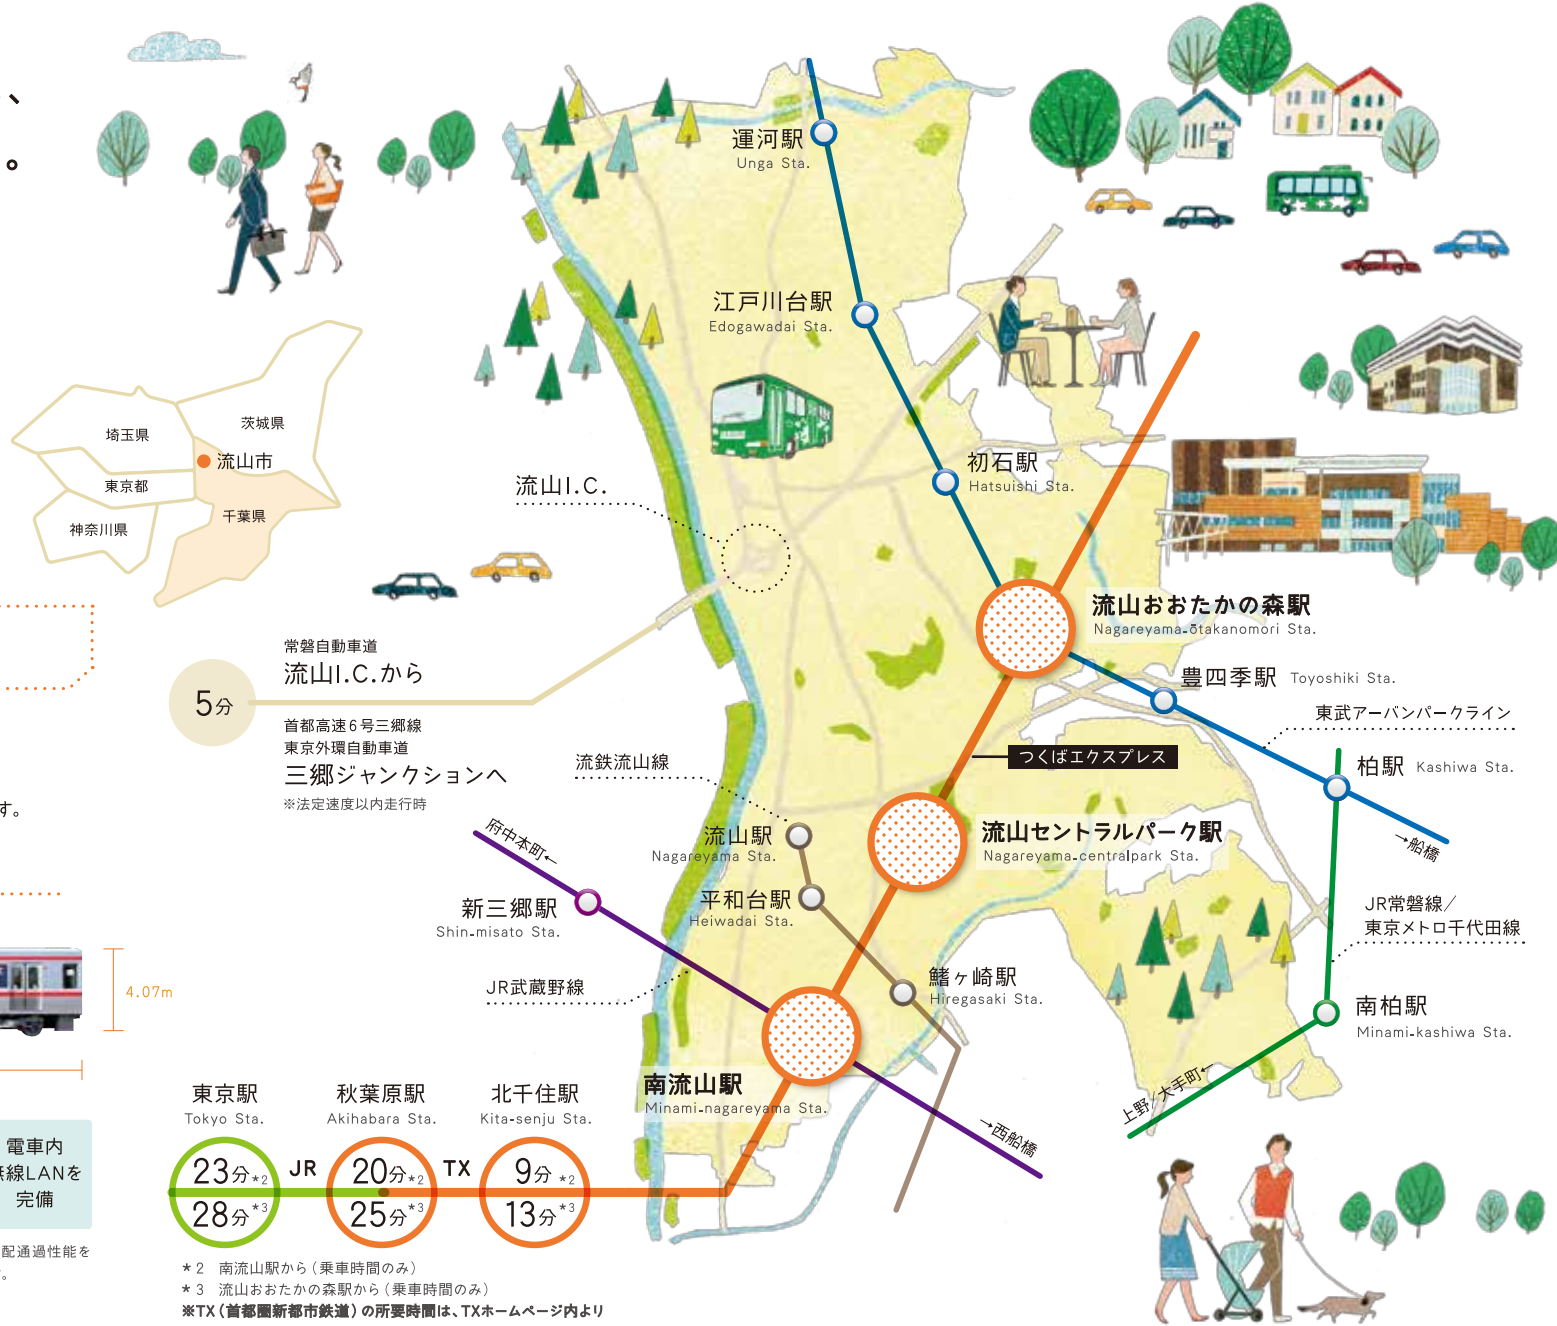 、
。
運河駅
Unga Sta.
江戸川台駅
Edogawadai Sta.
初石駅
Hatsuishi Sta.
流山I.C.
埼玉県
茨城県
流山市
東京都
千葉県
神奈川県
流山おおたかの森駅
Nagareyama-ōtakanomori Sta.
豊四季駅 Toyoshiki Sta.
東武アーバンパークライン
柏駅 Kashiwa Sta.
→船橋
5分
常磐自動車道
流山I.C.から
首都高速6号三郷線
東京外環自動車道
三郷ジャンクションへ
※法定速度以内走行時
す。
つくばエクスプレス
流鉄流山線
流山駅
Nagareyama Sta.
流山セントラルパーク駅
Nagareyama-centralpark Sta.
府中本町←
平和台駅
Heiwadai Sta.
新三郷駅
Shin-misato Sta.
JR武蔵野線
鰭ヶ崎駅
Hiregasaki Sta.
JR常磐線/
東京メトロ千代田線
南柏駅
Minami-kashiwa Sta.
上野/大手町←
4.07m
南流山駅
Minami-nagareyama Sta.
→西船橋
東京駅
Tokyo Sta.
秋葉原駅
Akihabara Sta.
北千住駅
Kita-senju Sta.
23分*2
28分*3
JR
20分*2
25分*3
TX
9分*2
13分*3
電車内
無線LANを
完備
配通過性能を
。
*2 南流山駅から(乗車時間のみ)
*3 流山おおたかの森駅から(乗車時間のみ)
※TX(首都圏新都市鉄道)の所要時間は、TXホームページ内より